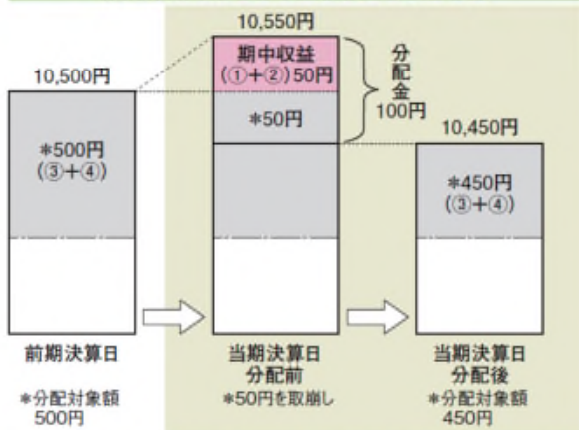 10,500円
*500円
(③+④)
前期決算日
*分配対象額
500円
10,550円
期中収益
(①+②)50円
*50円
分配金
100円
当期決算日
分配前
*50円を取崩し
10,450円
*450円
(③+④)
当期決算日
分配後
*分配対象額
450円